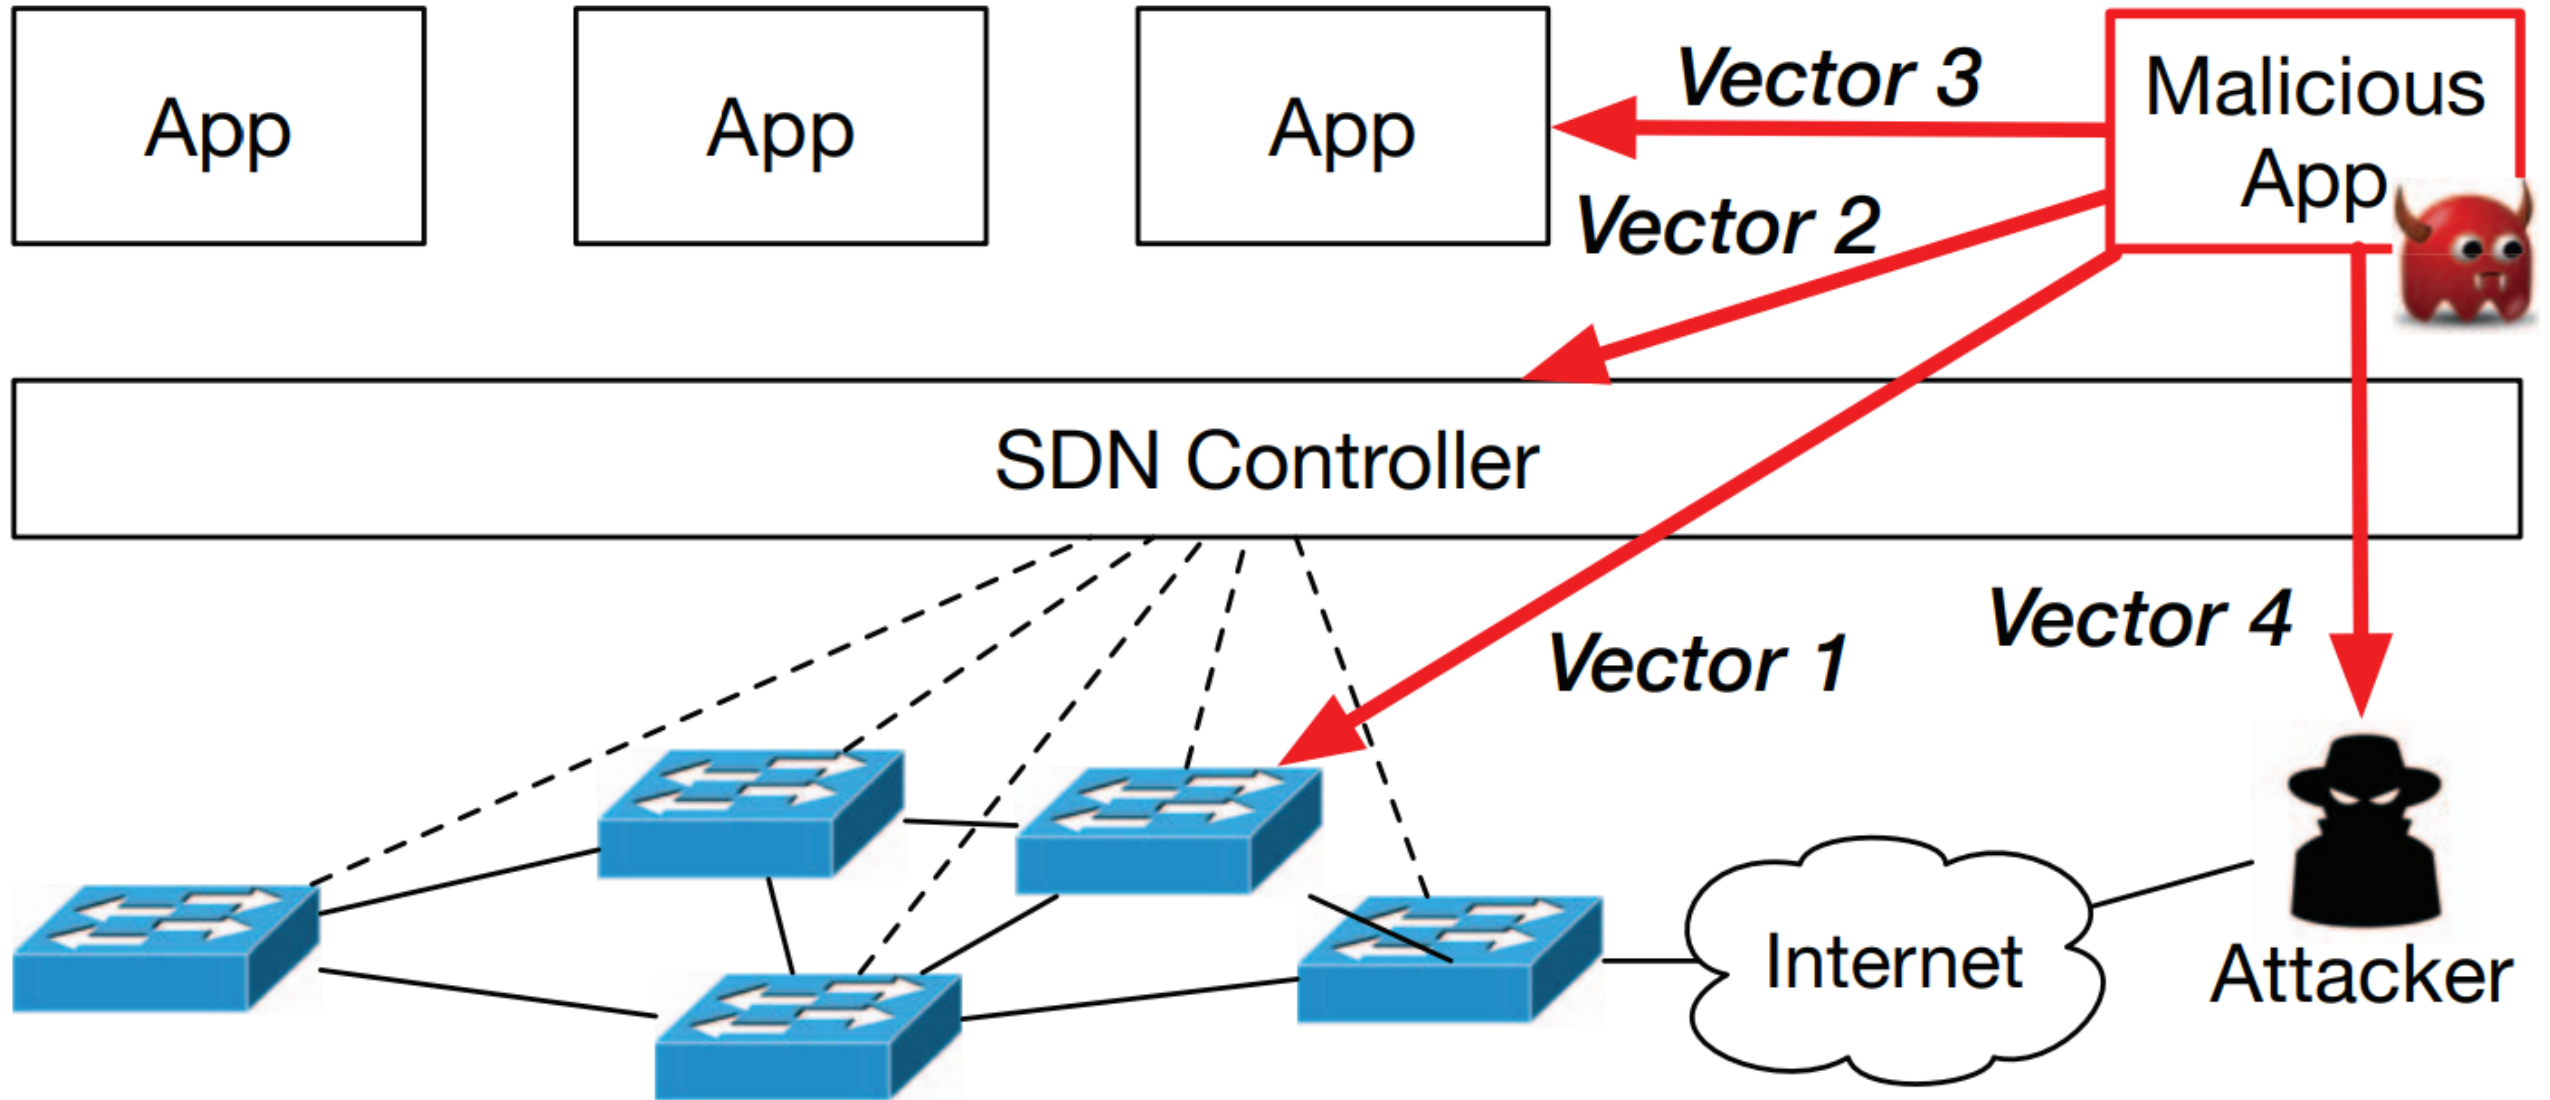 App
App
App
Vector 3
Malicious
App
Vector 2
SDN Controller
Vector 4
Vector 1
Internet
Attacker